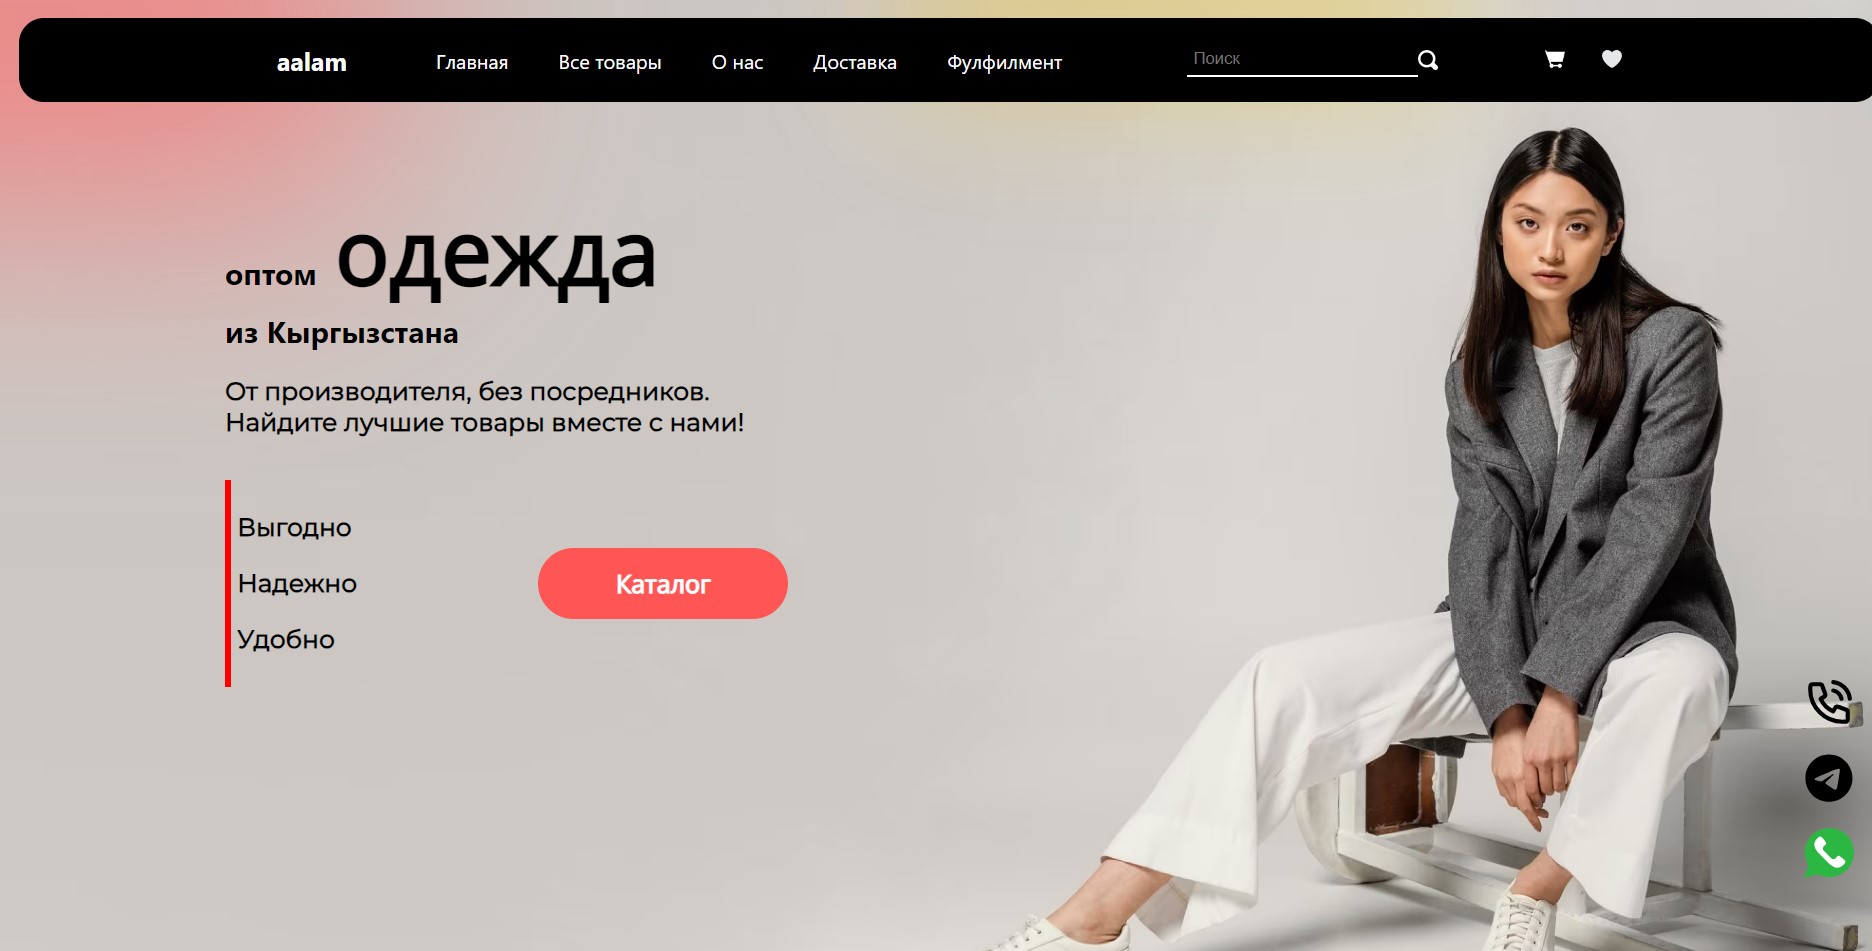 aalam
Главная
Все товары
О нас
Доставка
Фулфилмент
Поиск
оптом одежда
из Кыргызстана
От производителя, без посредников.
Найдите лучшие товары вместе с нами!
Выгодно
Надежно
Удобно
Каталог